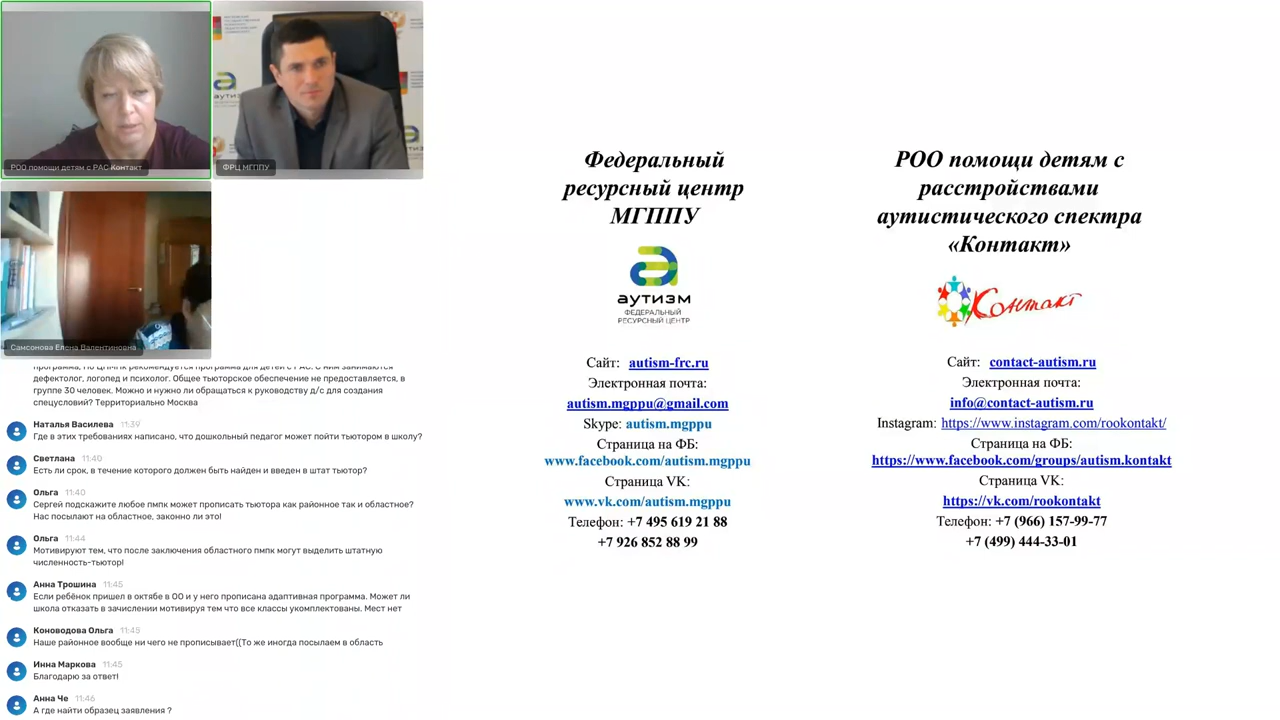 РОО помощи детям с РАС Контакт
аутизм
ФРЦ МГППУ
Самсонова Елена Валентиновна
программа, По ЦПМПК рекомендуется программа для детей с РАС. С ним занимаются
дефектолог, логопед и психолог. Общее тьюторское обеспечение не предоставляется, в
группе 30 человек. Можно и нужно ли обращаться к руководству д/с для создания
спецусловий? Территориально Москва
Наталья Василева 11:39
Где в этих требованиях написано, что дошкольный педагог может пойти тьютором в школу?
Светлана 11:40
Есть ли срок, в течение которого должен быть найден и введен в штат тьютор?
Ольга 11:40
Сергей подскажите любое пмпк может прописать тьютора как районное так и областное?
Нас посылают на областное, законно ли это!
Ольга 11:44
Мотивируют тем, что после заключения областного пмпк могут выделить штатную
численность-тьютор!
Анна Трошина 11:45
Если ребёнок пришел в октябе в ОО и у него прописана адаптивная программа. Может ли
школа отказать в зачислении мотивируя тем что все классы укомплектованы. Мест нет
Коноводова Ольга 11:45
Наше районное вообще ни чего не прописывает((То же иногда посылаем в область
Инна Маркова 11:45
Благодарю за ответ!
Анна Че 11:46
А где найти образец заявления ?
Федеральный
ресурсный центр
МГППУ
аутизм
ФЕДЕРАЛЬНЫЙ
РЕСУРСНЫЙ ЦЕНТР
Сайт: autism-frc.ru
Электронная почта:
autism.mgppu@gmail.com
Skype: autism.mgppu
Страница на ФБ:
www.facebook.com/autism.mgppu
Страница VK:
www.vk.com/autism.mgppu
Телефон: +7 495 619 21 88
+7 926 852 88 99
РОО помощи детям с
расстройствами
аутистического спектра
«Контакт»
Контакт
Сайт: contact-autism.ru
Электронная почта:
info@contact-autism.ru
Instagram: https://www.instagram.com/rookontakt/
Страница на ФБ:
https://www.facebook.com/groups/autism.kontakt
Страница VK:
https://vk.com/rookontakt
Телефон: +7 (966) 157-99-77
+7 (499) 444-33-01